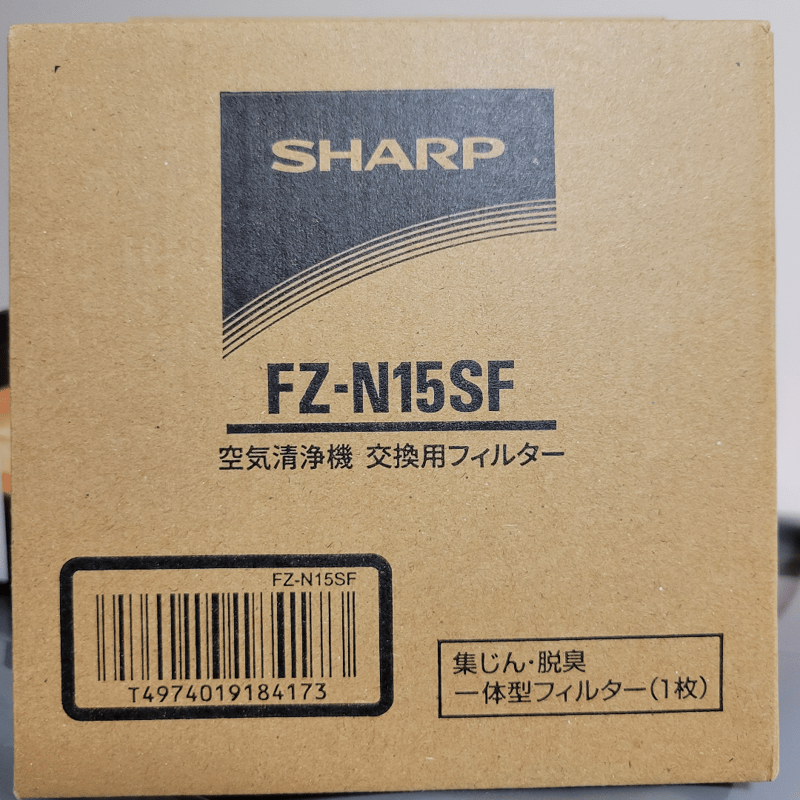 SHARP
FZ-N15SF
空気清浄機 交換用フィルター
FZ-N15SF
T4974019184173
集じん・脱臭
一体型フィルター(1枚)